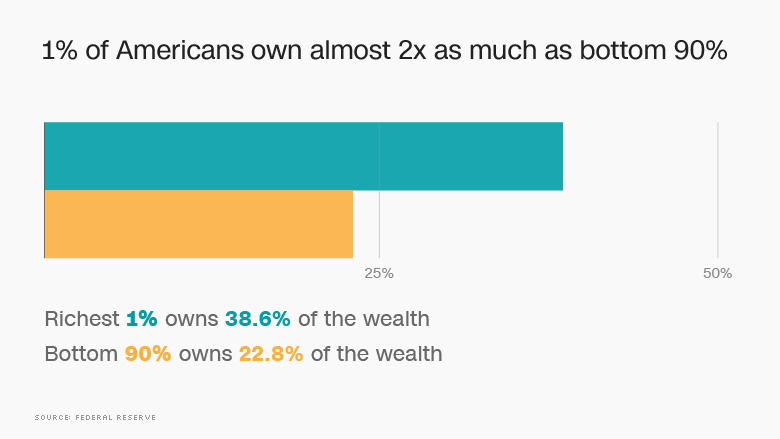 1% of Americans own almost 2x as much as bottom 90%
25% 50%
Richest 1% owns 38.6% of the wealth
Bottom 90% owns 22.8% of the wealth
SOURCE: FEDERAL RESERVE